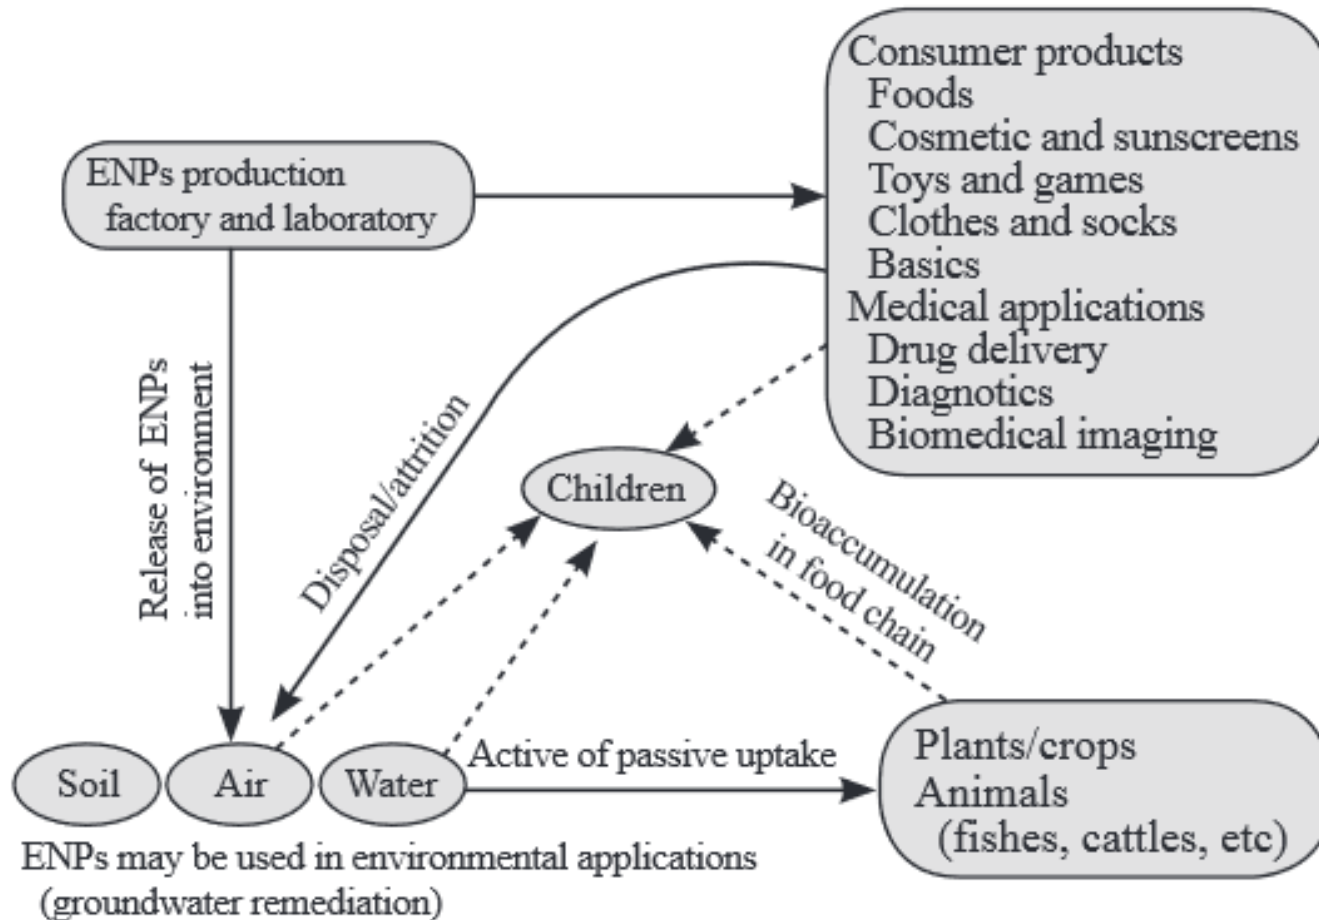 Consumer products
Foods
Cosmetic and sunscreens
Toys and games
Clothes and socks
Basics
Medical applications
Drug delivery
Diagnotics
Biomedical imaging
ENPs production
factory and laboratory
Release of ENPs
into environment
Disposal/attrition
Children
Bioaccumulation
in food chain
Soil
Air
Water
Active of passive uptake
Plants/crops
Animals
(fishes, cattles, etc)
ENPs may be used in environmental applications
(groundwater remediation)